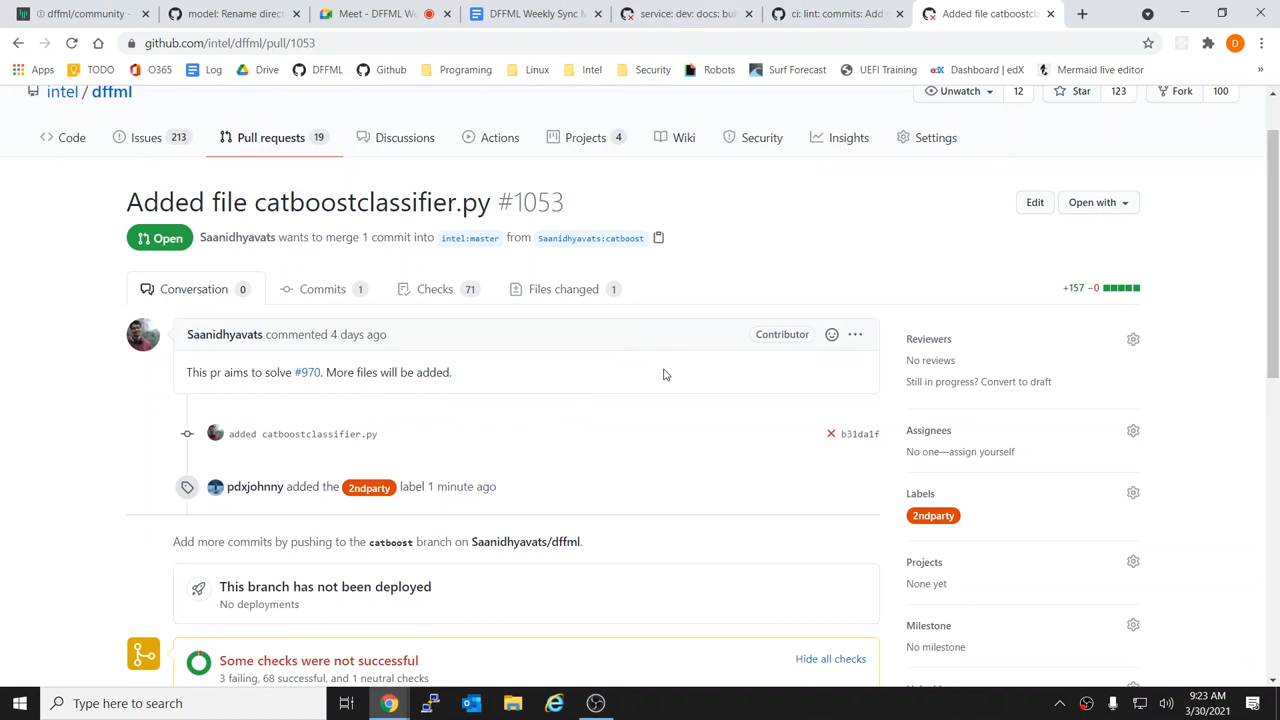 dffml/community -
model: Rename direct
Meet - DFFML We
DFFML Weekly Sync M
service: dev: docs: ru
ci: lint: commits: Add c
Added file catboostcl
github.com/intel/dffml/pull/1053
D
Apps
TODO
O365
Log
Drive
DFFML
Github
Programing
Linux
Intel
Security
Robots
Surf Forecast
UEFI Training
edX
Dashboard | edX
Mermaid live editor
»
intel / dffml
Unwatch 12
Star 123
Fork 100
Code
Issues 213
Pull requests 19
Discussions
Actions
Projects 4
Wiki
Security
Insights
Settings
Added file catboostclassifier.py #1053
Edit
Open with
Open
Saanidhyavats wants to merge 1 commit into intel:master from Saanidhyavats:catboost
Conversation 0
Commits 1
Checks 71
Files changed 1
+157 −0
Saanidhyavats commented 4 days ago
Contributor
This pr aims to solve #970. More files will be added.
added catboostclassifier.py
b31da1f
pdxjohnny added the 2ndparty label 1 minute ago
Add more commits by pushing to the catboost branch on Saanidhyavats/dffml.
This branch has not been deployed
No deployments
Some checks were not successful
3 failing, 68 successful, and 1 neutral checks
Hide all checks
Reviewers
No reviews
Still in progress? Convert to draft
Assignees
No one—assign yourself
Labels
2ndparty
Projects
None yet
Milestone
No milestone
Type here to search
9:23 AM
3/30/2021